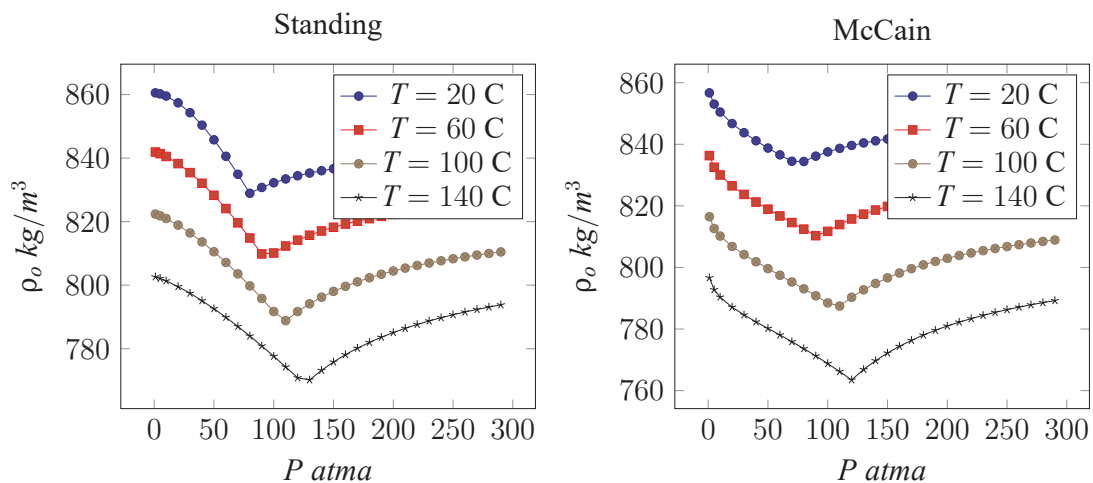 Standing
860
840
820
800
780
0 50 100 150 200 250 300
P atma
ρₒ kg/m³
T = 20 C
T = 60 C
T = 100 C
T = 140 C
McCain
860
840
820
800
780
760
0 50 100 150 200 250 300
P atma
ρₒ kg/m³
T = 20 C
T = 60 C
T = 100 C
T = 140 C